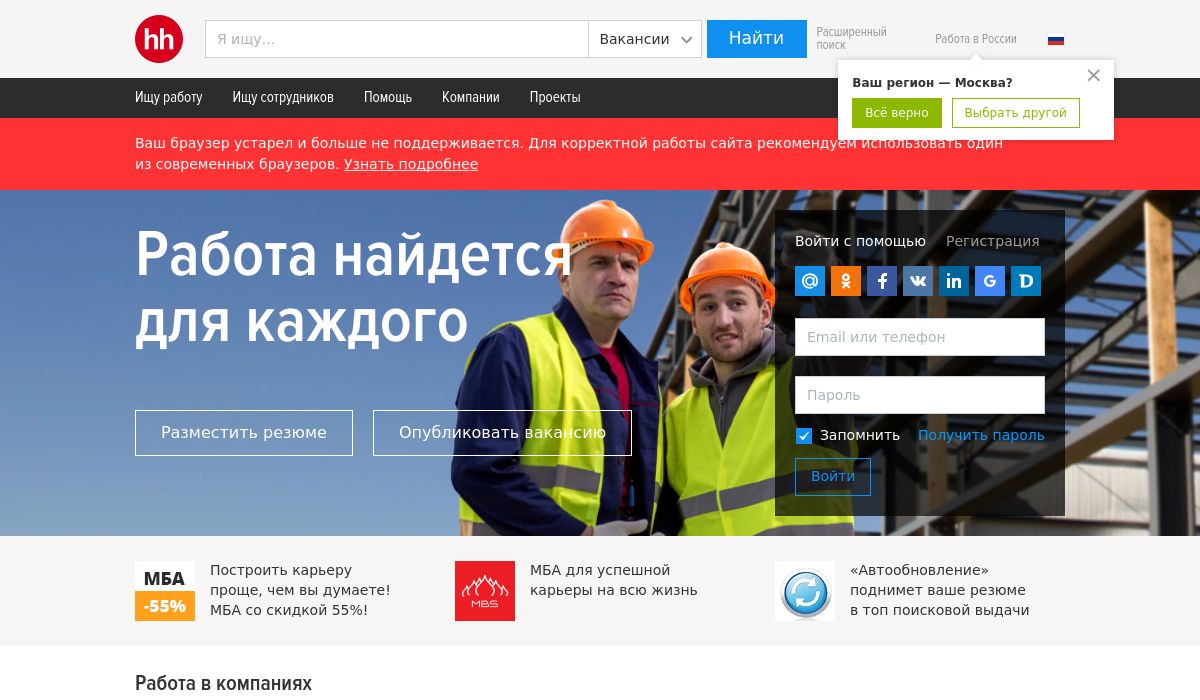 hh
Я ищу...
Вакансии
Найти
Расширенный
поиск
Работа в России
Ваш регион — Москва?
Всё верно
Выбрать другой
Ищу работу
Ищу сотрудников
Помощь
Компании
Проекты
Ваш браузер устарел и больше не поддерживается. Для корректной работы сайта рекомендуем использовать один
из современных браузеров. Узнать подробнее
Работа найдется
для каждого
Разместить резюме
Опубликовать вакансию
Войти с помощью
Регистрация
Email или телефон
Пароль
Запомнить
Получить пароль
Войти
МБА
-55%
Построить карьеру
проще, чем вы думаете!
МБА со скидкой 55%!
MBS
МБА для успешной
карьеры на всю жизнь
«Автообновление»
поднимет ваше резюме
в топ поисковой выдачи
Работа в компаниях